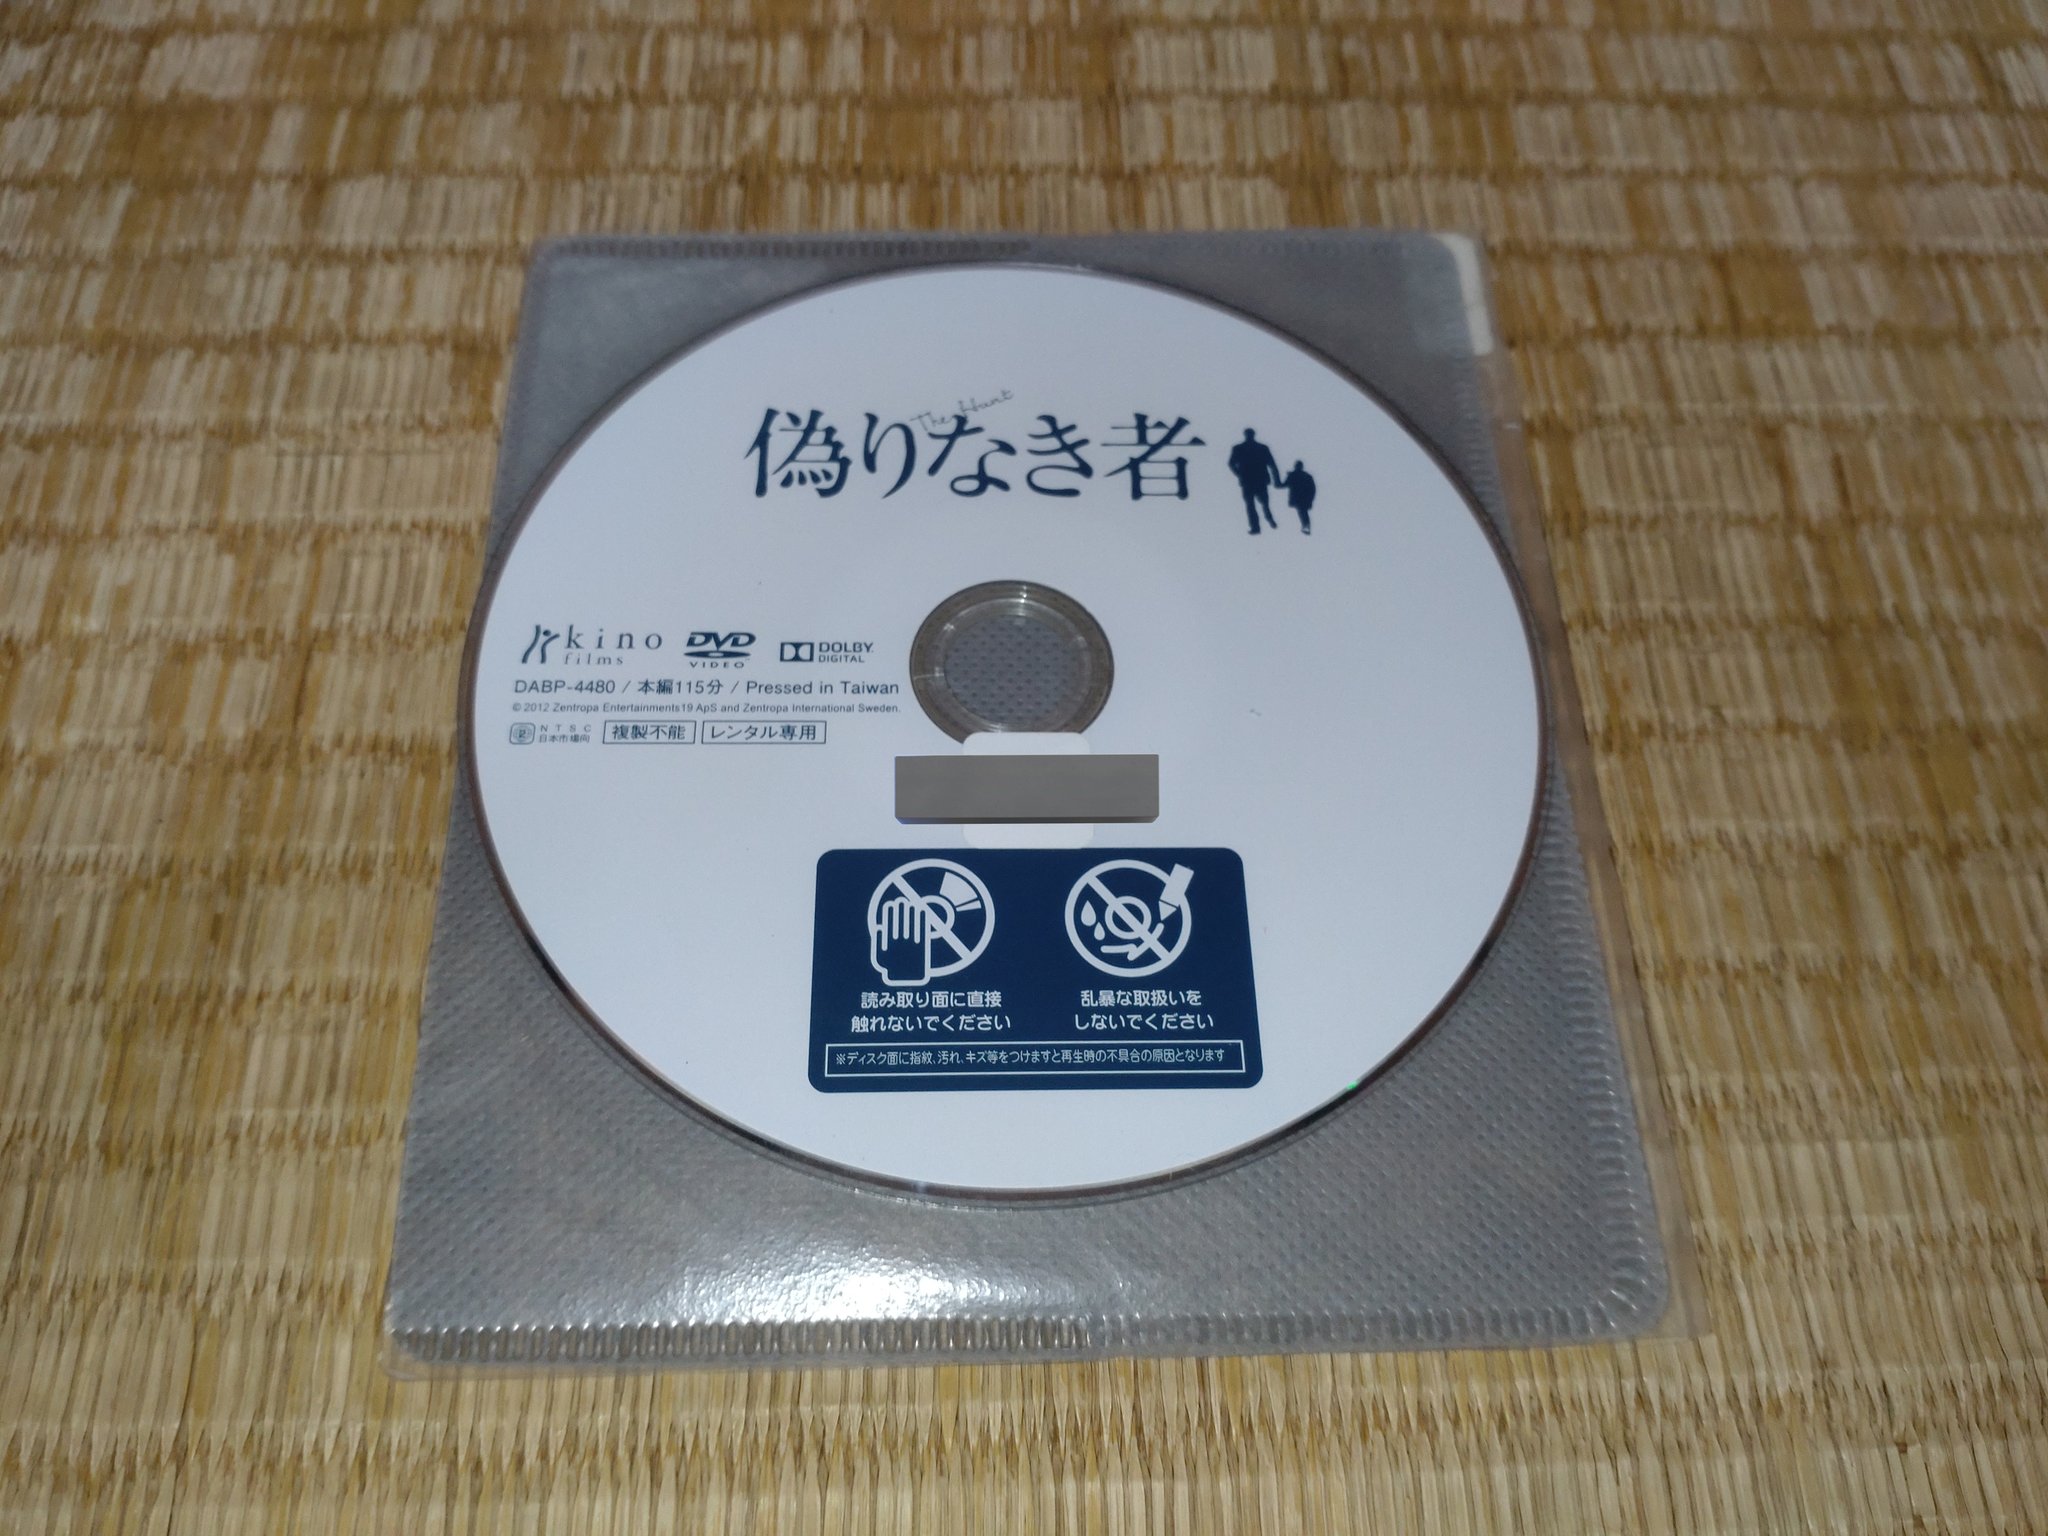 The Hunt
偽りなき者
kino
films
DVD
VIDEO
DOLBY
DIGITAL
DABP-4480 / 本編115分 / Pressed in Taiwan
© 2012 Zentropa Entertainments19 ApS and Zentropa International Sweden.
2 NTSC 日本市場向 複製不能 レンタル専用
読み取り面に直接
触れないでください
乱暴な取扱いを
しないでください
※ディスク面に指紋、汚れ、キズ等をつけますと再生時の不具合の原因となります